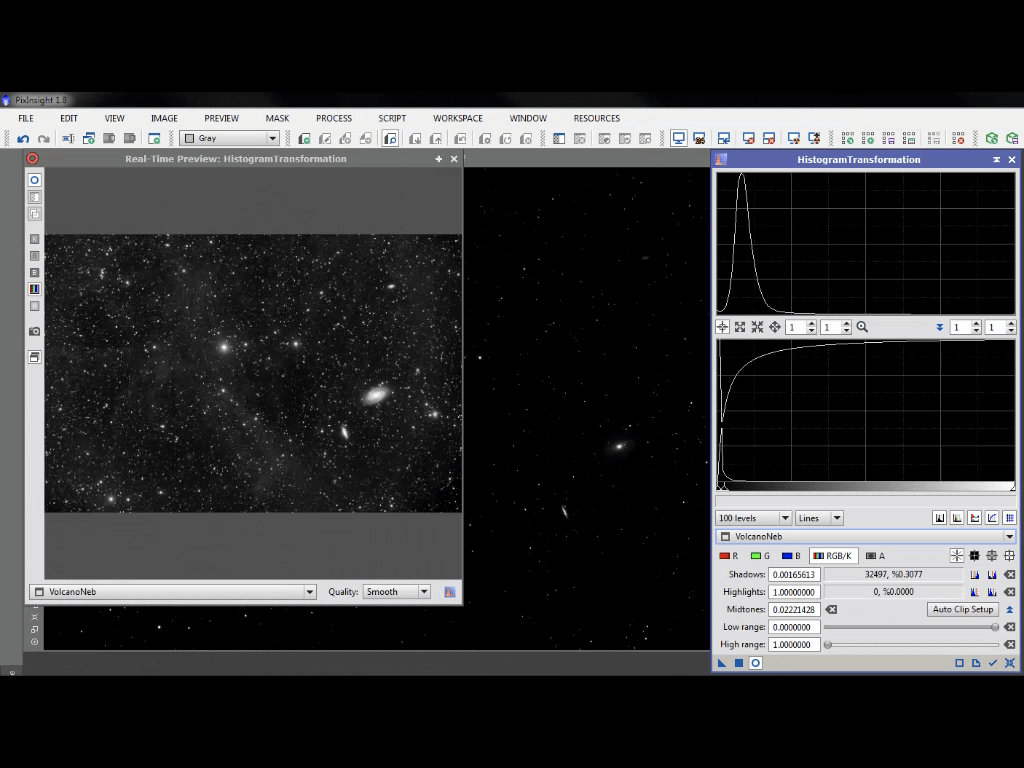 PixInsight 1.8
FILE EDIT VIEW IMAGE PREVIEW MASK PROCESS SCRIPT WORKSPACE WINDOW RESOURCES
Gray
Real-Time Preview: HistogramTransformation
HistogramTransformation
1 1 1 1
100 levels Lines
VolcanoNeb
R G B RGB/K A
Shadows: 0.00165613 32497, %0.3077
Highlights: 1.00000000 0, %0.0000
Midtones: 0.02221428 Auto Clip Setup
Low range: 0.0000000
High range: 1.0000000
VolcanoNeb Quality: Smooth